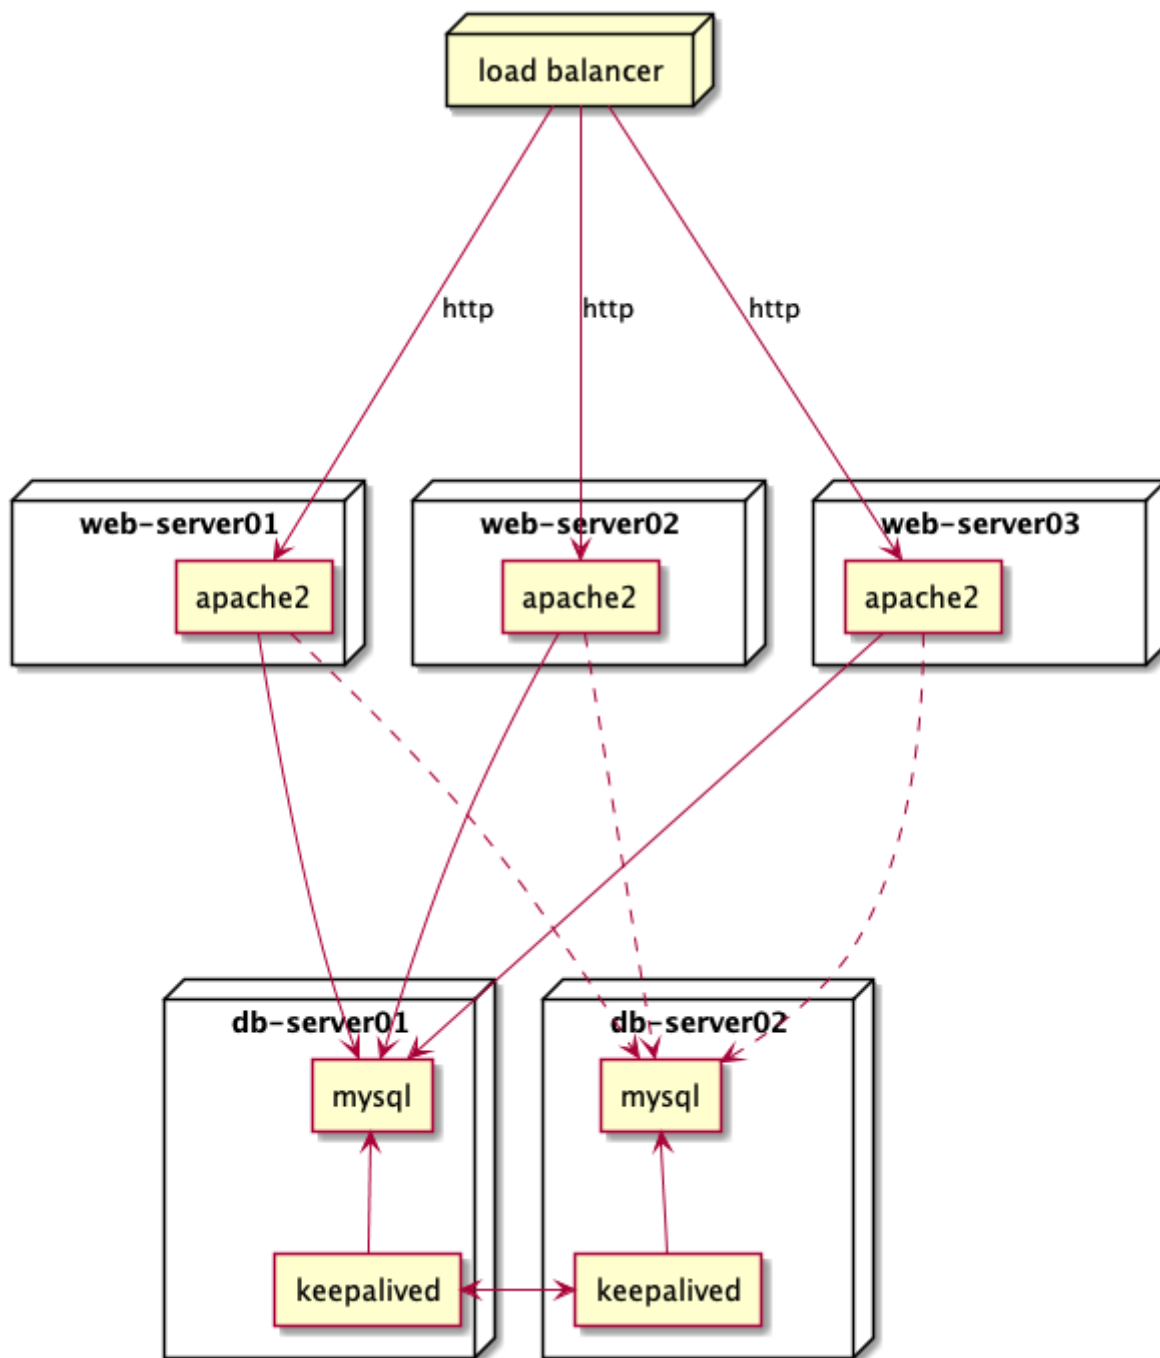 load balancer
http
http
http
web-server01
web-server02
web-server03
apache2
apache2
apache2
db-server01
db-server02
mysql
mysql
keepalived
keepalived